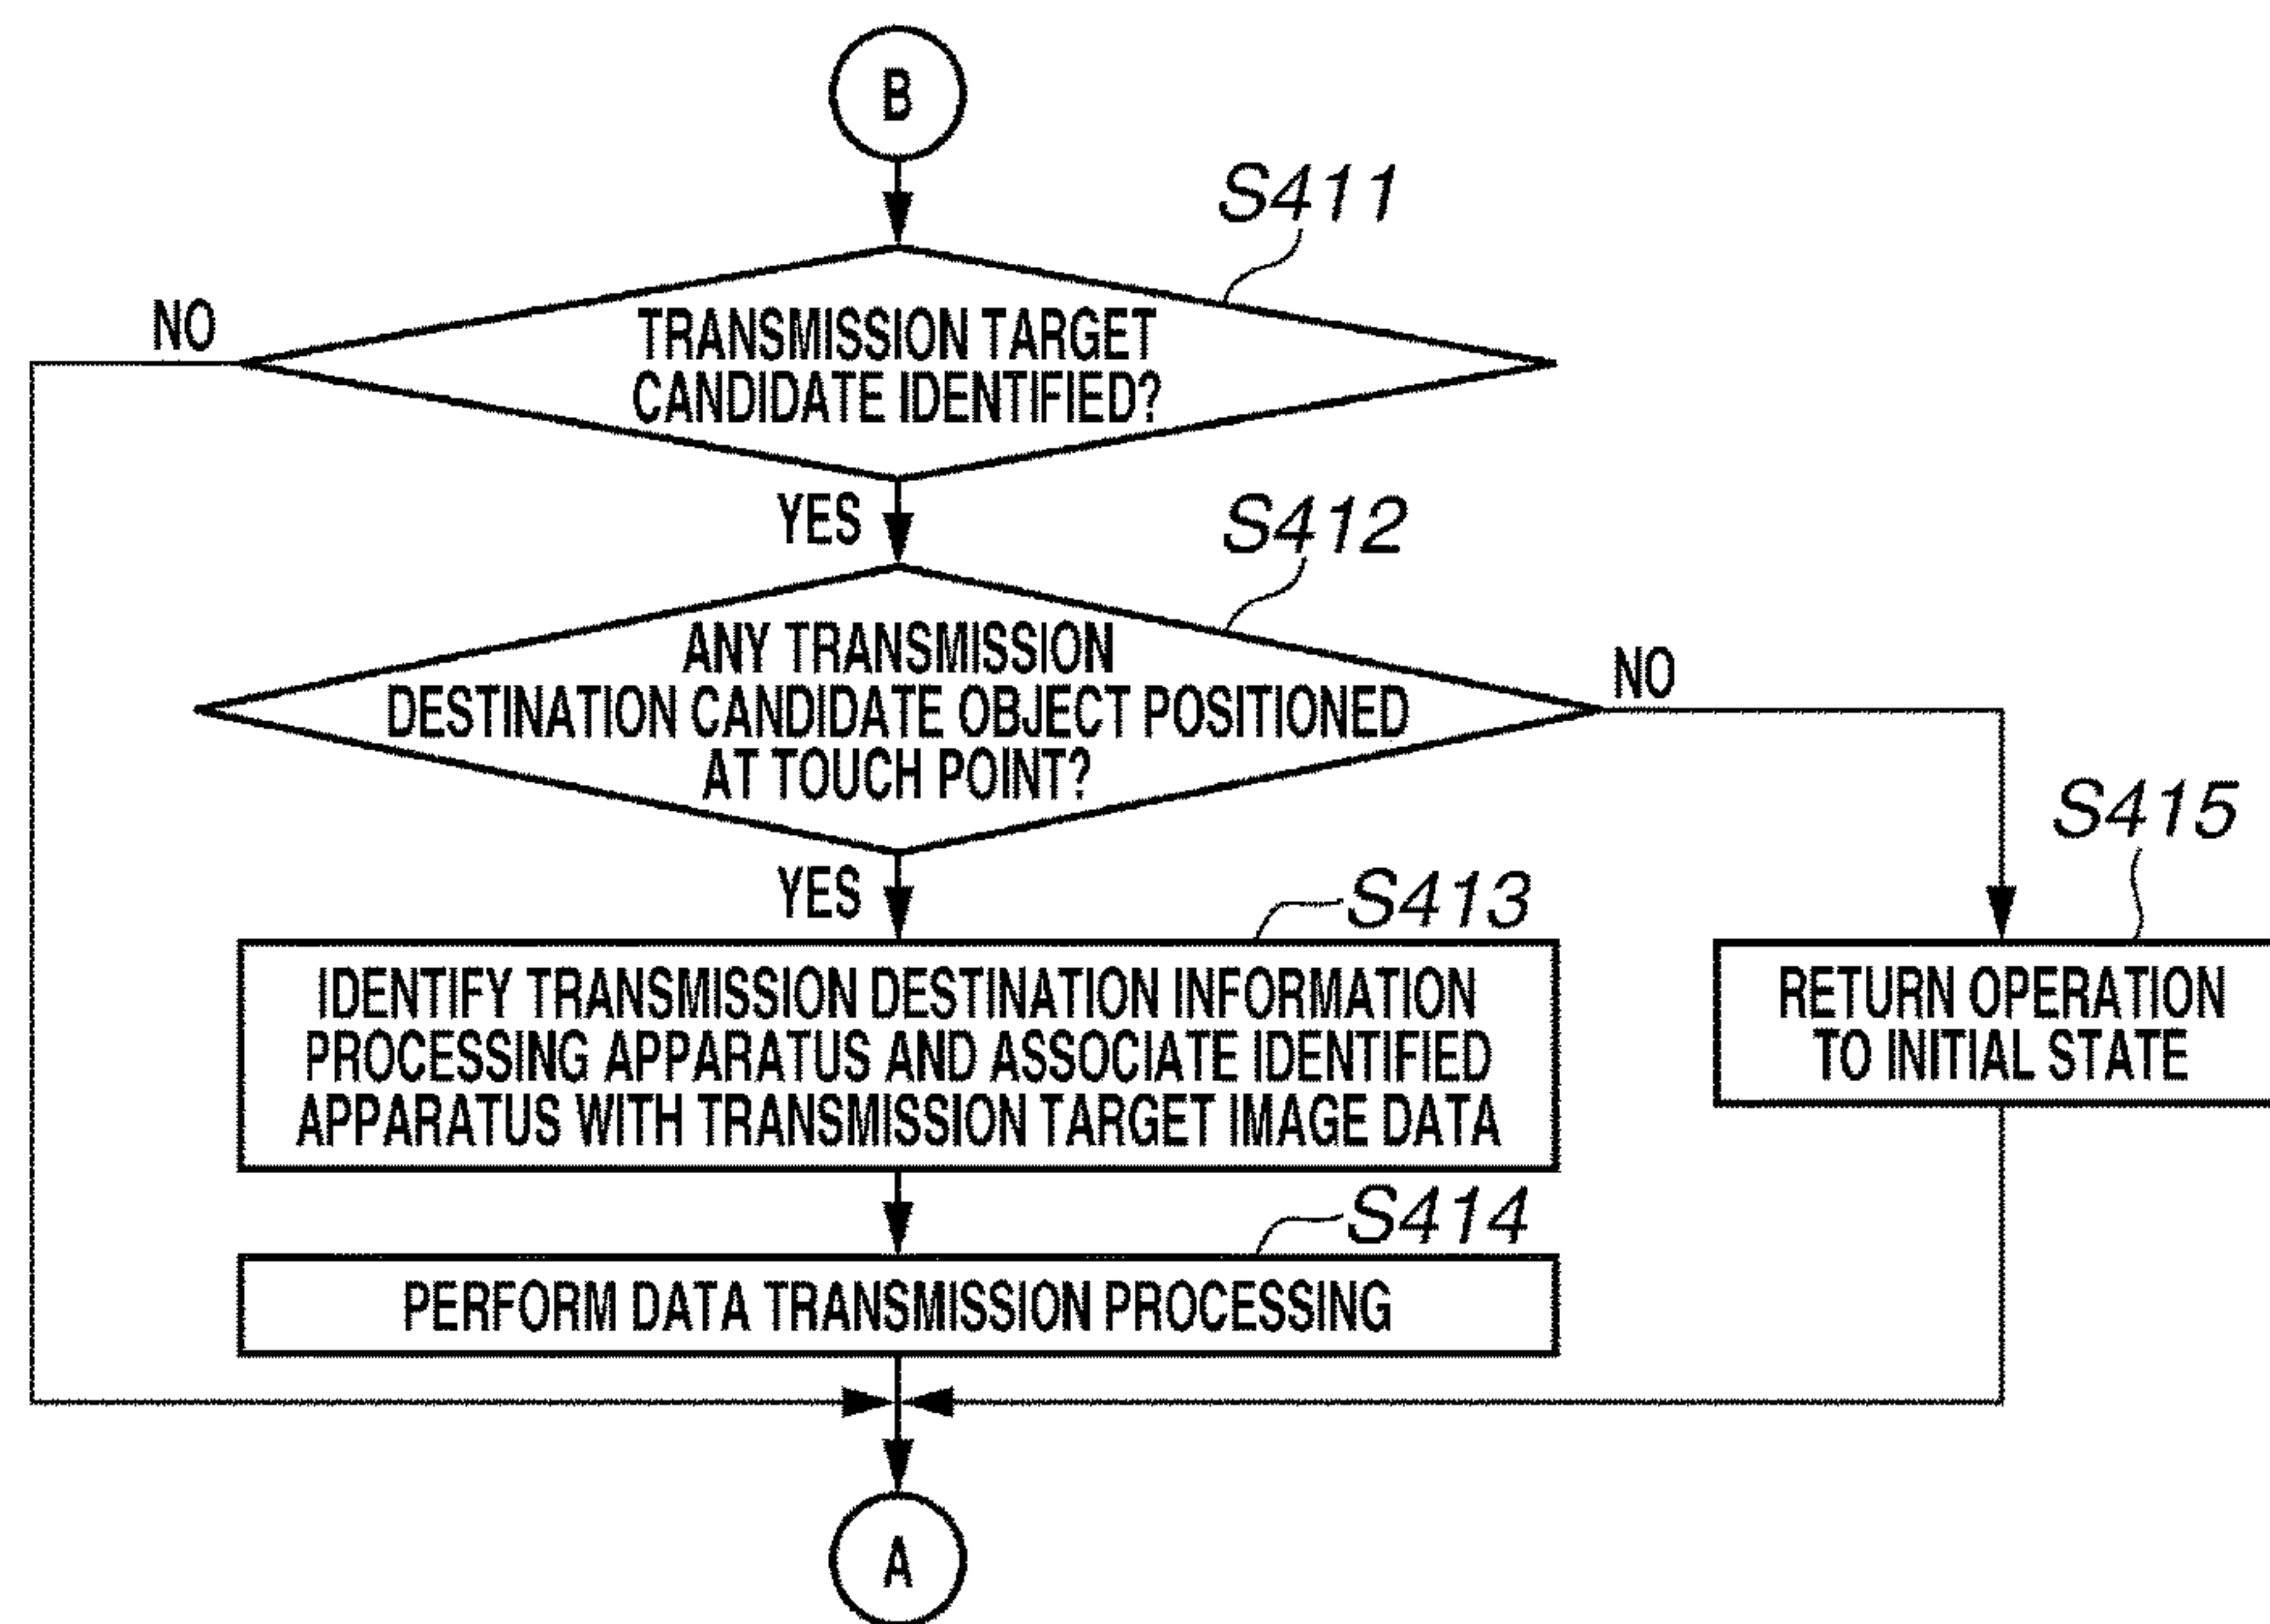 B
S411
NO
TRANSMISSION TARGET
CANDIDATE IDENTIFIED?
YES
S412
ANY TRANSMISSION
DESTINATION CANDIDATE OBJECT POSITIONED
AT TOUCH POINT?
NO
YES
S413
S415
IDENTIFY TRANSMISSION DESTINATION INFORMATION
PROCESSING APPARATUS AND ASSOCIATE IDENTIFIED
APPARATUS WITH TRANSMISSION TARGET IMAGE DATA
RETURN OPERATION
TO INITIAL STATE
S414
PERFORM DATA TRANSMISSION PROCESSING
A